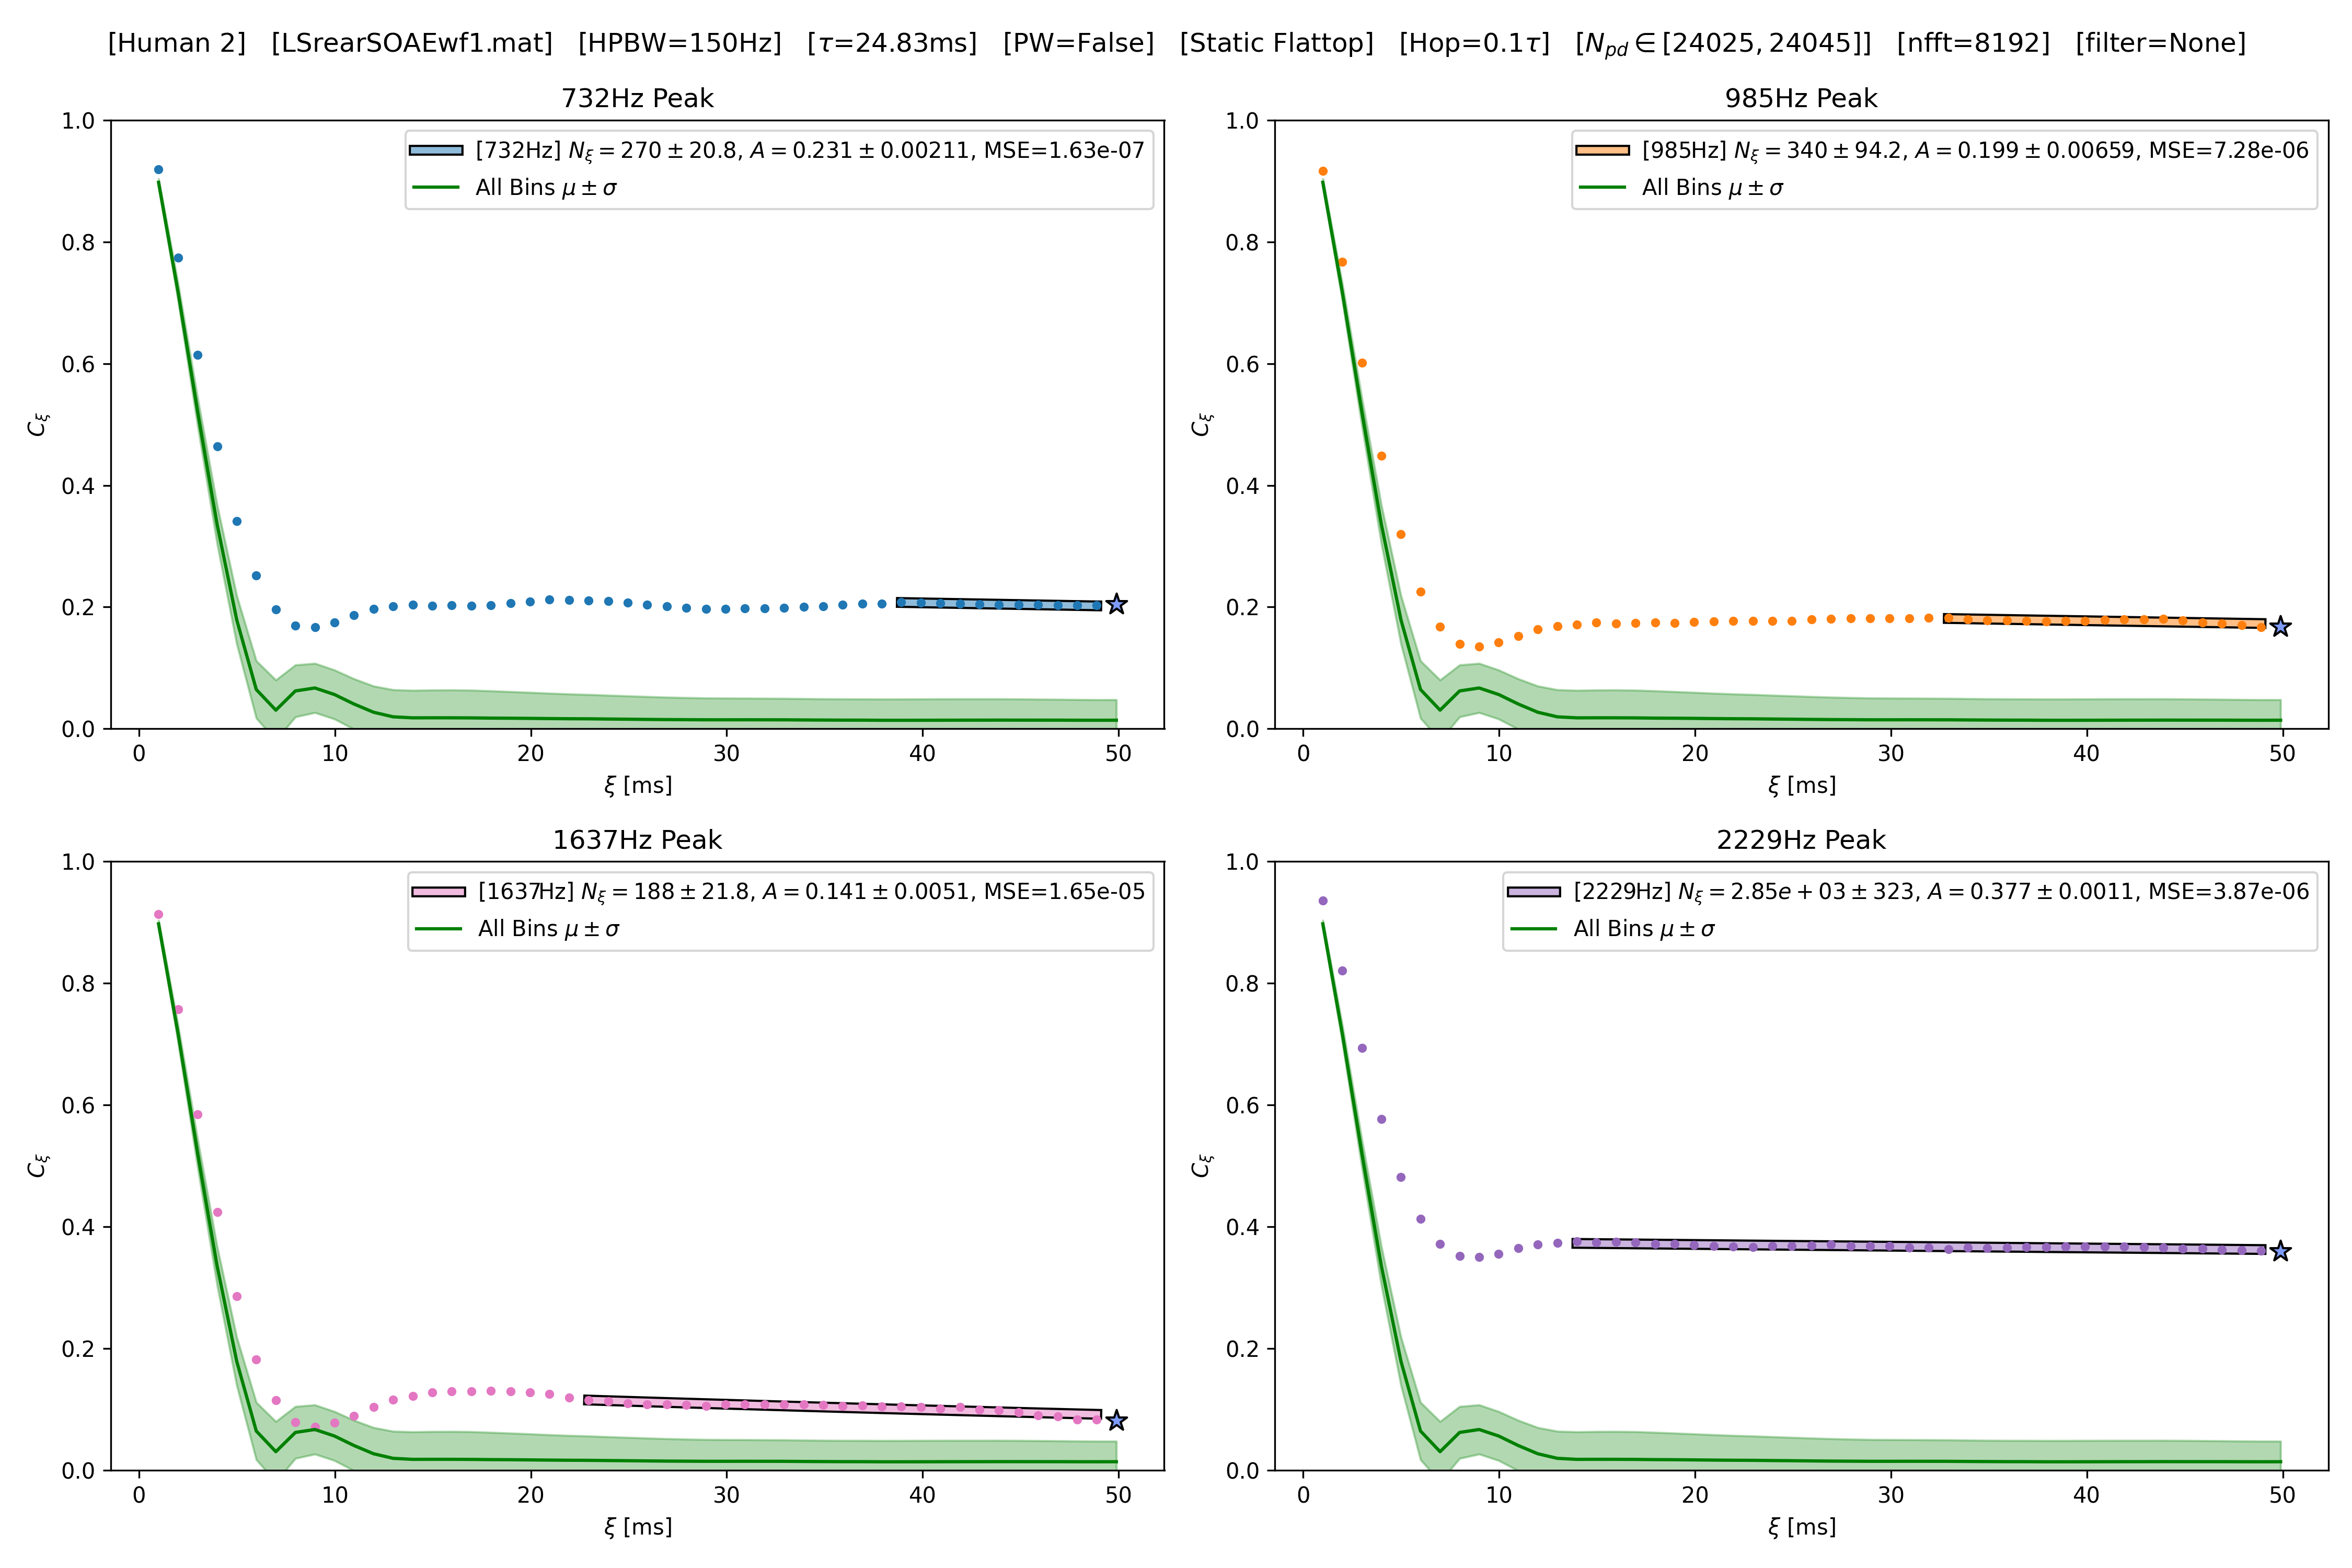 [Human 2] [LSrearSOAEwf1.mat] [HPBW=150Hz] [τ=24.83ms] [PW=False] [Static Flattop] [Hop=0.1τ] [N_pd ∈ [24025, 24045]] [nfft=8192] [filter=None]
732Hz Peak
[732Hz] N_ξ = 270 ± 20.8, A = 0.231 ± 0.00211, MSE=1.63e-07
All Bins μ ± σ
1.0
0.8
0.6
0.4
0.2
0.0
C_ξ
0 10 20 30 40 50
ξ [ms]
985Hz Peak
[985Hz] N_ξ = 340 ± 94.2, A = 0.199 ± 0.00659, MSE=7.28e-06
All Bins μ ± σ
1.0
0.8
0.6
0.4
0.2
0.0
C_ξ
0 10 20 30 40 50
ξ [ms]
1637Hz Peak
[1637Hz] N_ξ = 188 ± 21.8, A = 0.141 ± 0.0051, MSE=1.65e-05
All Bins μ ± σ
1.0
0.8
0.6
0.4
0.2
0.0
C_ξ
0 10 20 30 40 50
ξ [ms]
2229Hz Peak
[2229Hz] N_ξ = 2.85e + 03 ± 323, A = 0.377 ± 0.0011, MSE=3.87e-06
All Bins μ ± σ
1.0
0.8
0.6
0.4
0.2
0.0
C_ξ
0 10 20 30 40 50
ξ [ms]